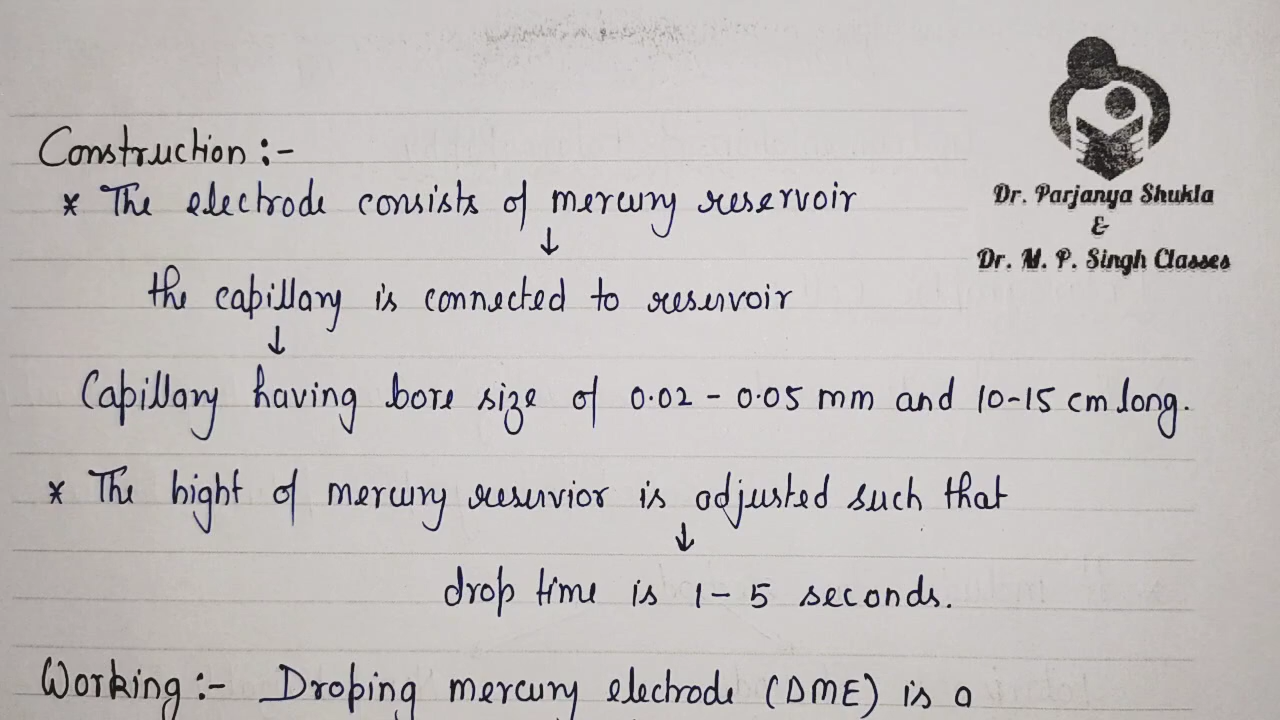 Construction :-
* The electrode consists of mercury reservoir
↓
the capillary is connected to reservoir
↓
Capillary having bore size of 0.02 - 0.05 mm and 10-15 cm long.
* The hight of mercury reservior is adjusted such that
↓
drop time is 1 - 5 seconds.
Working :- Droping mercury electrode (DME) is a
Dr. Parjanya Shukla
&
Dr. M. P. Singh Classes